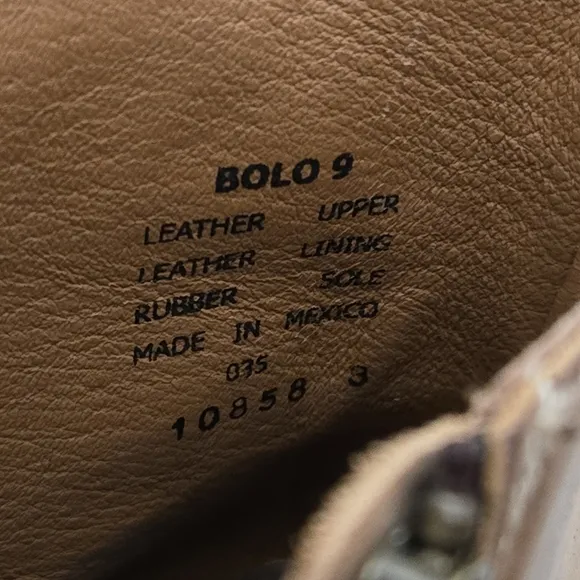 BOLO 9
LEATHER UPPER
LEATHER LINING
RUBBER SOLE
MADE IN MEXICO
035
10858 3